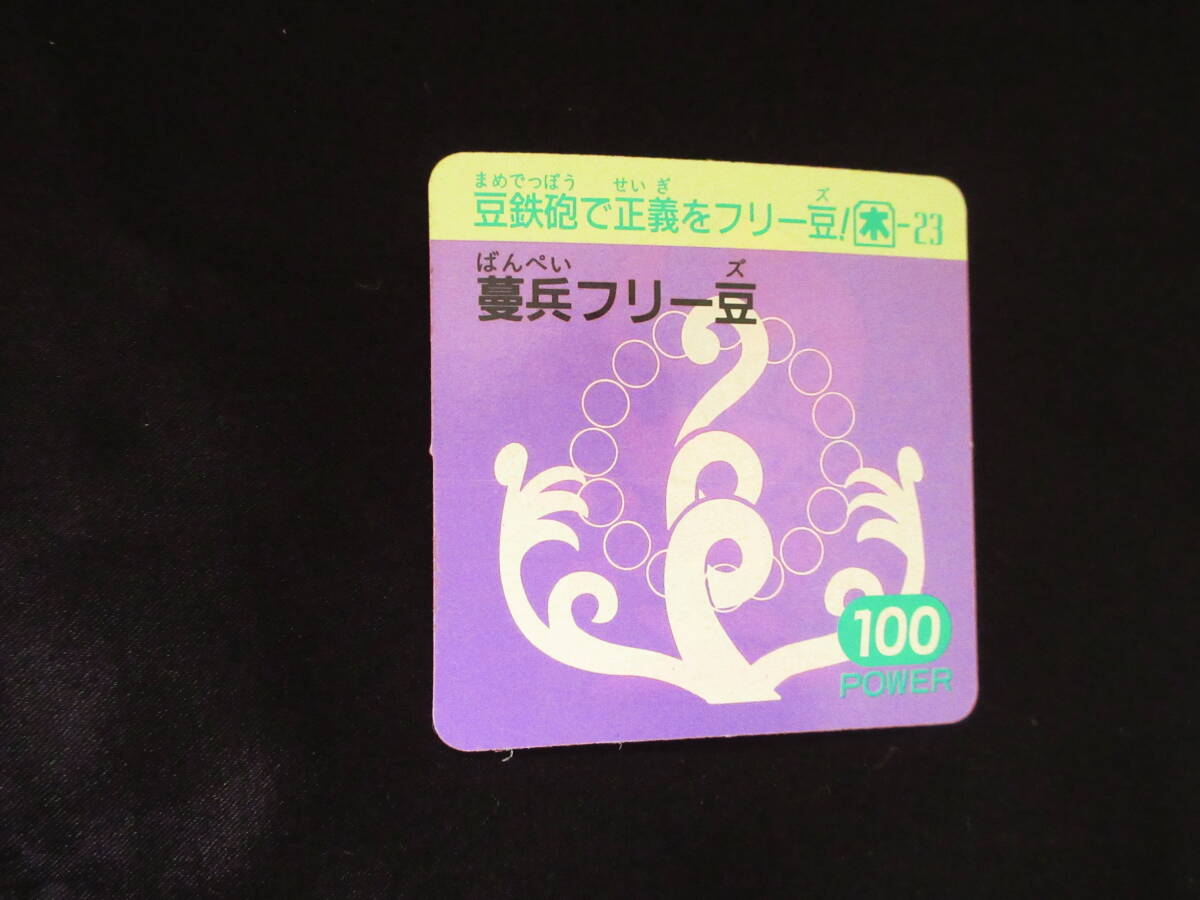 まめでっぽう せいぎ ズ
豆鉄砲で正義をフリー豆!木-23
ばんぺい ズ
蔓兵フリー豆
100
POWER